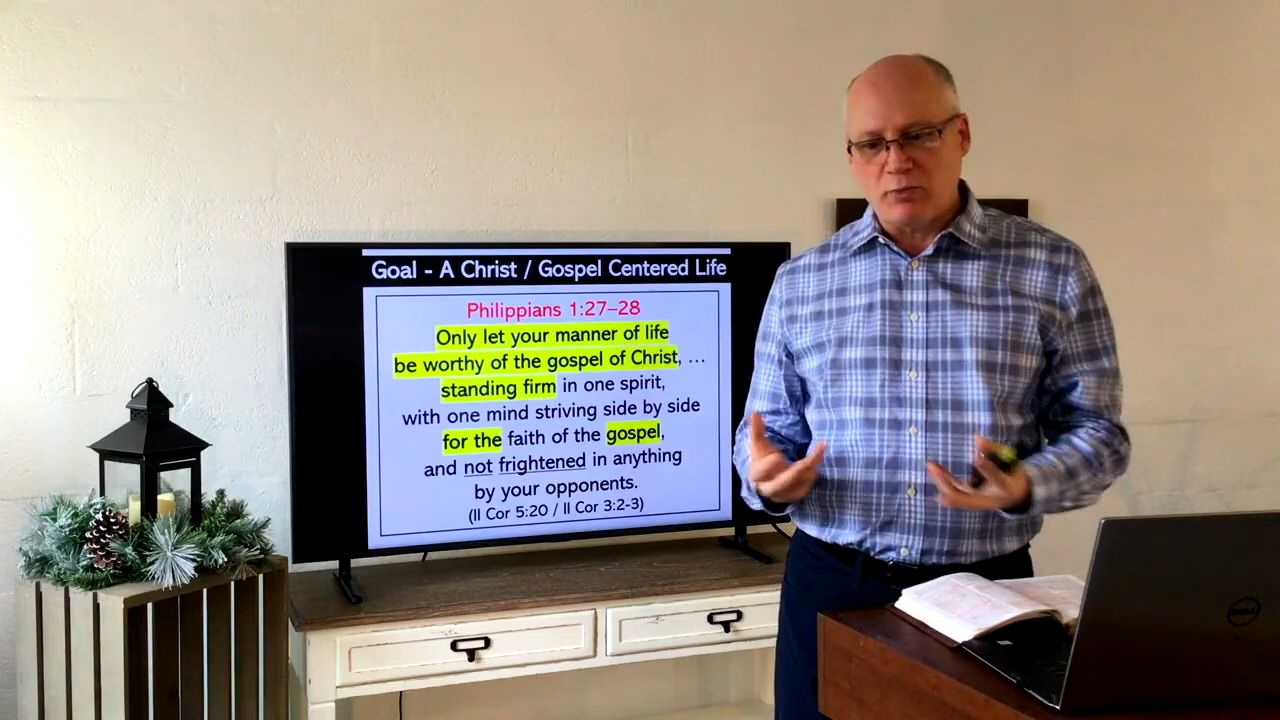 Goal - A Christ / Gospel Centered Life
Philippians 1:27–28
Only let your manner of life
be worthy of the gospel of Christ, …
standing firm in one spirit,
with one mind striving side by side
for the faith of the gospel,
and not frightened in anything
by your opponents.
(II Cor 5:20 / II Cor 3:2-3)
DELL